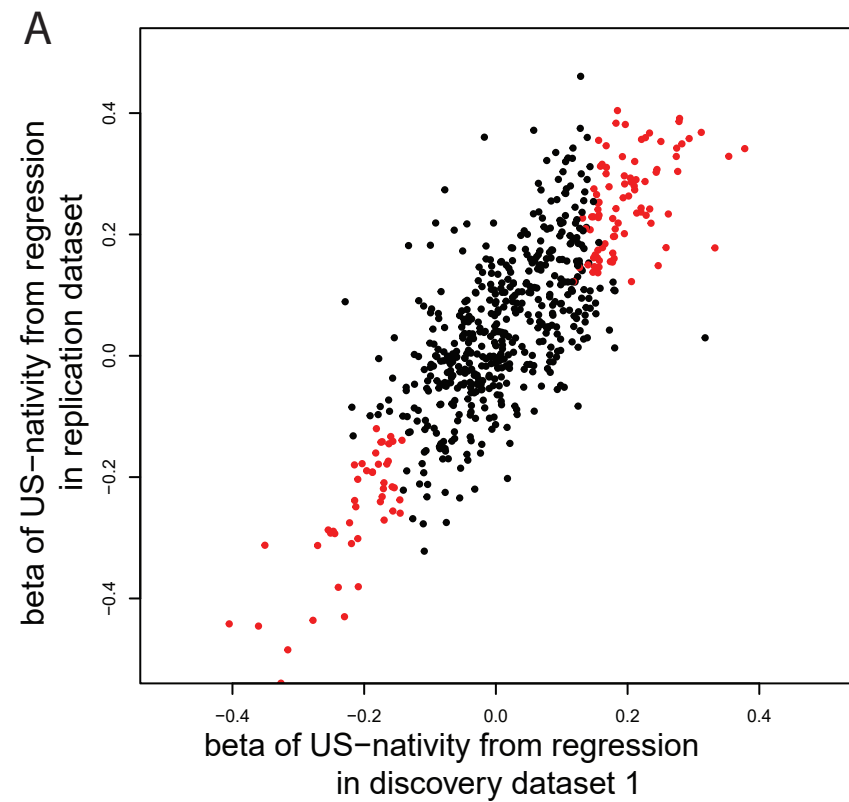 A
beta of US−nativity from regression
in replication dataset
0.4
0.2
0.0
−0.2
−0.4
−0.4 −0.2 0.0 0.2 0.4
beta of US−nativity from regression
in discovery dataset 1